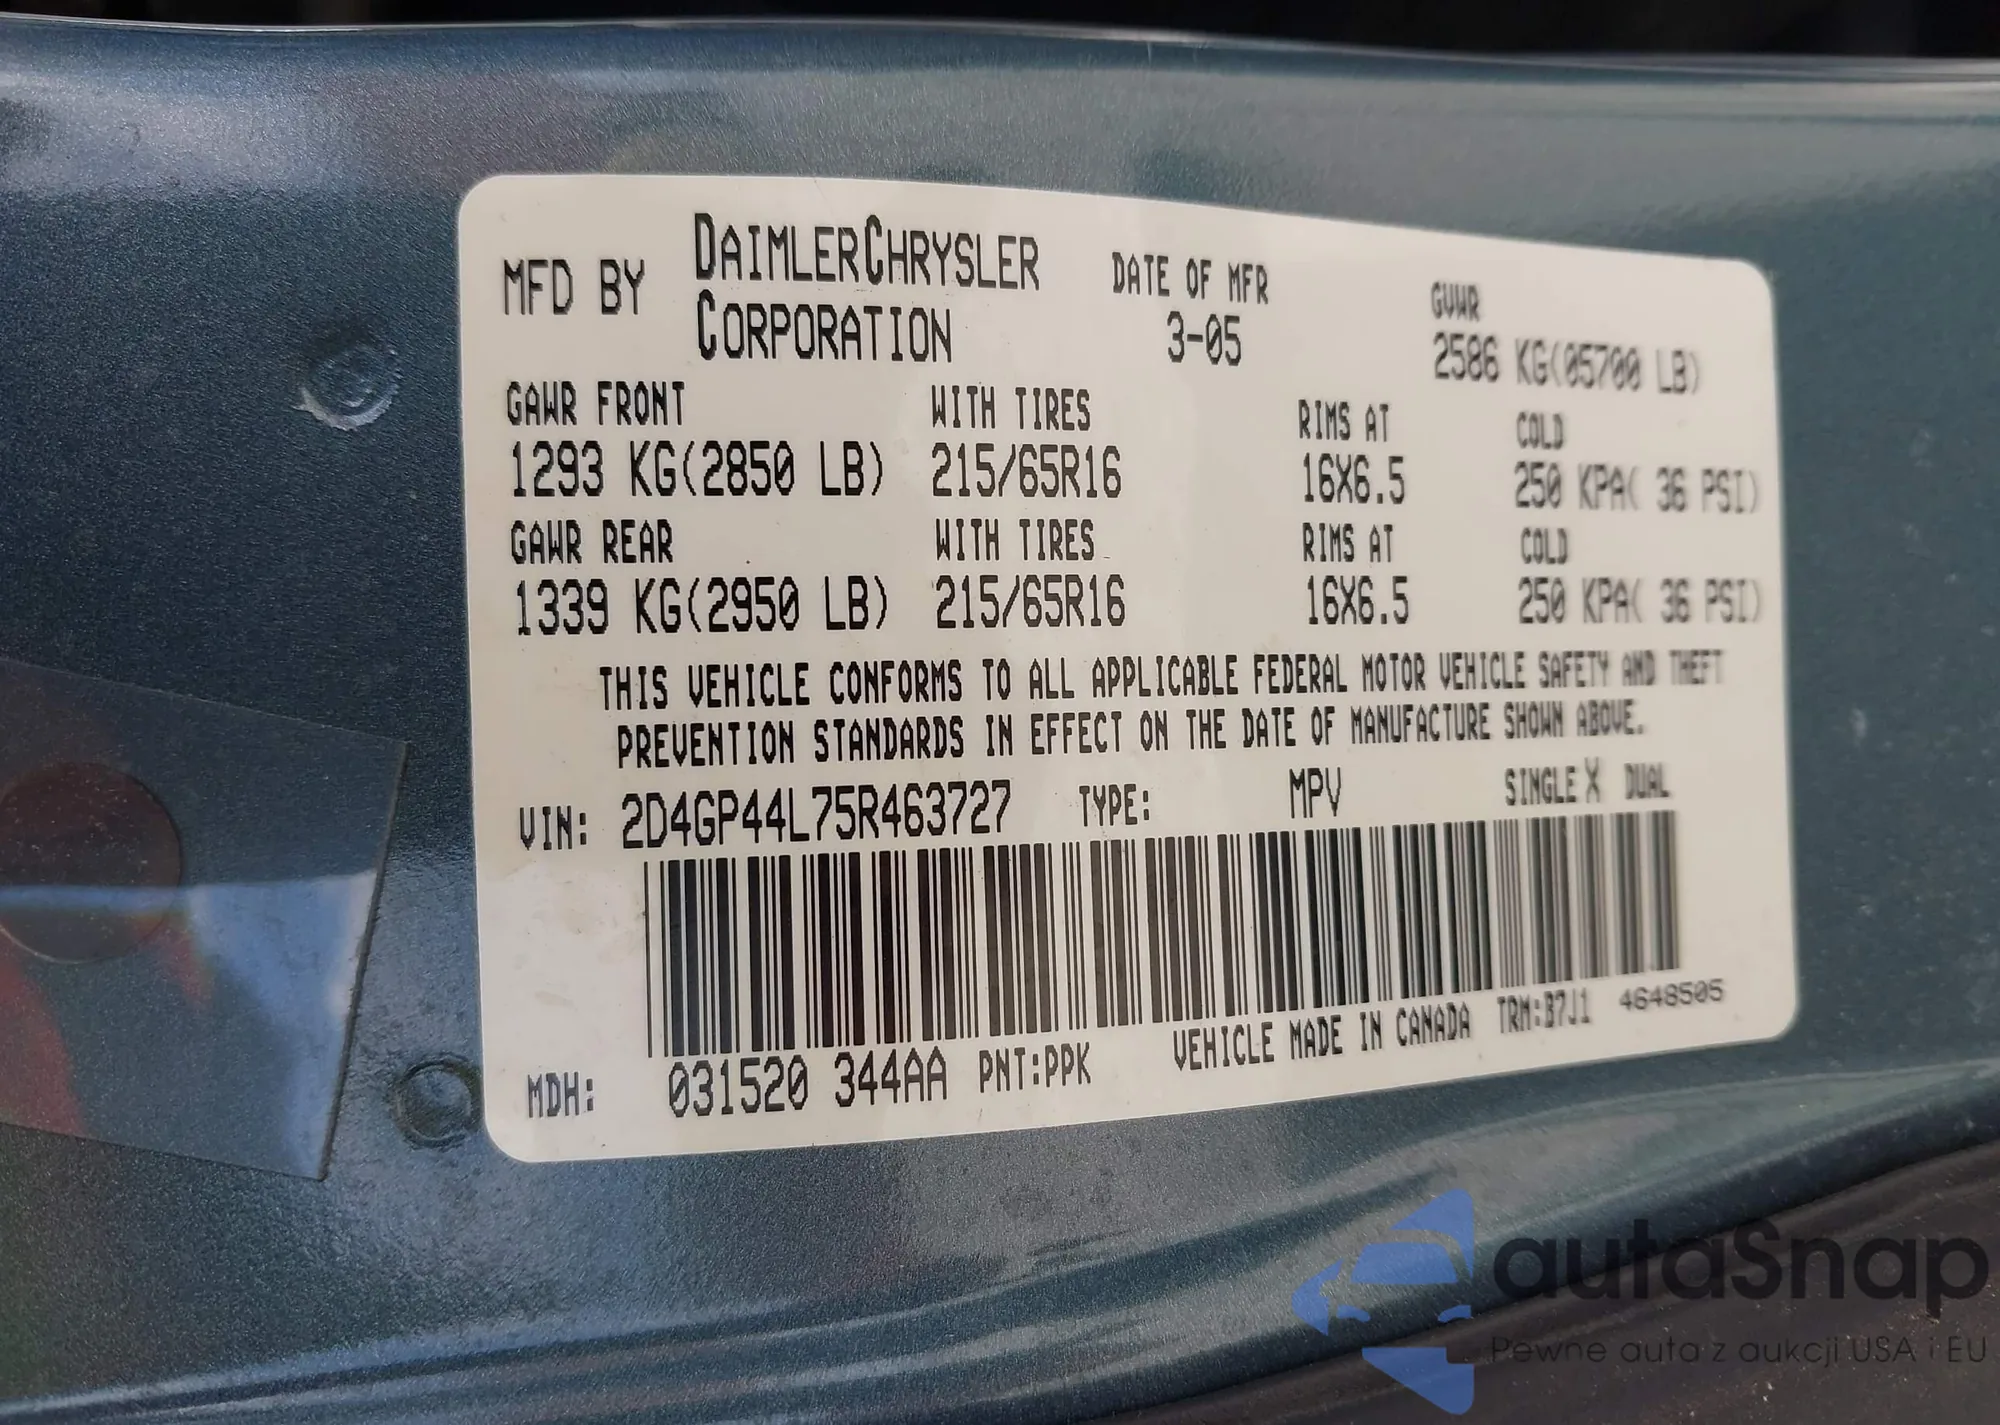 MFD BY DAIMLERCHRYSLER CORPORATION
DATE OF MFR 3-05
GVWR 2586 KG(05700 LB)
GAWR FRONT WITH TIRES RIMS AT COLD
1293 KG(2850 LB) 215/65R16 16X6.5 250 KPA( 36 PSI)
GAWR REAR WITH TIRES RIMS AT COLD
1339 KG(2950 LB) 215/65R16 16X6.5 250 KPA( 36 PSI)
THIS VEHICLE CONFORMS TO ALL APPLICABLE FEDERAL MOTOR VEHICLE SAFETY AND THEFT
PREVENTION STANDARDS IN EFFECT ON THE DATE OF MANUFACTURE SHOWN ABOVE.
VIN: 2D4GP44L75R463727 TYPE: MPV SINGLE X DUAL
MDH: 031520 344AA PNT:PPK VEHICLE MADE IN CANADA TRM:B7J1 4648505
autaSnap
Pewne auta z aukcji USA i EU